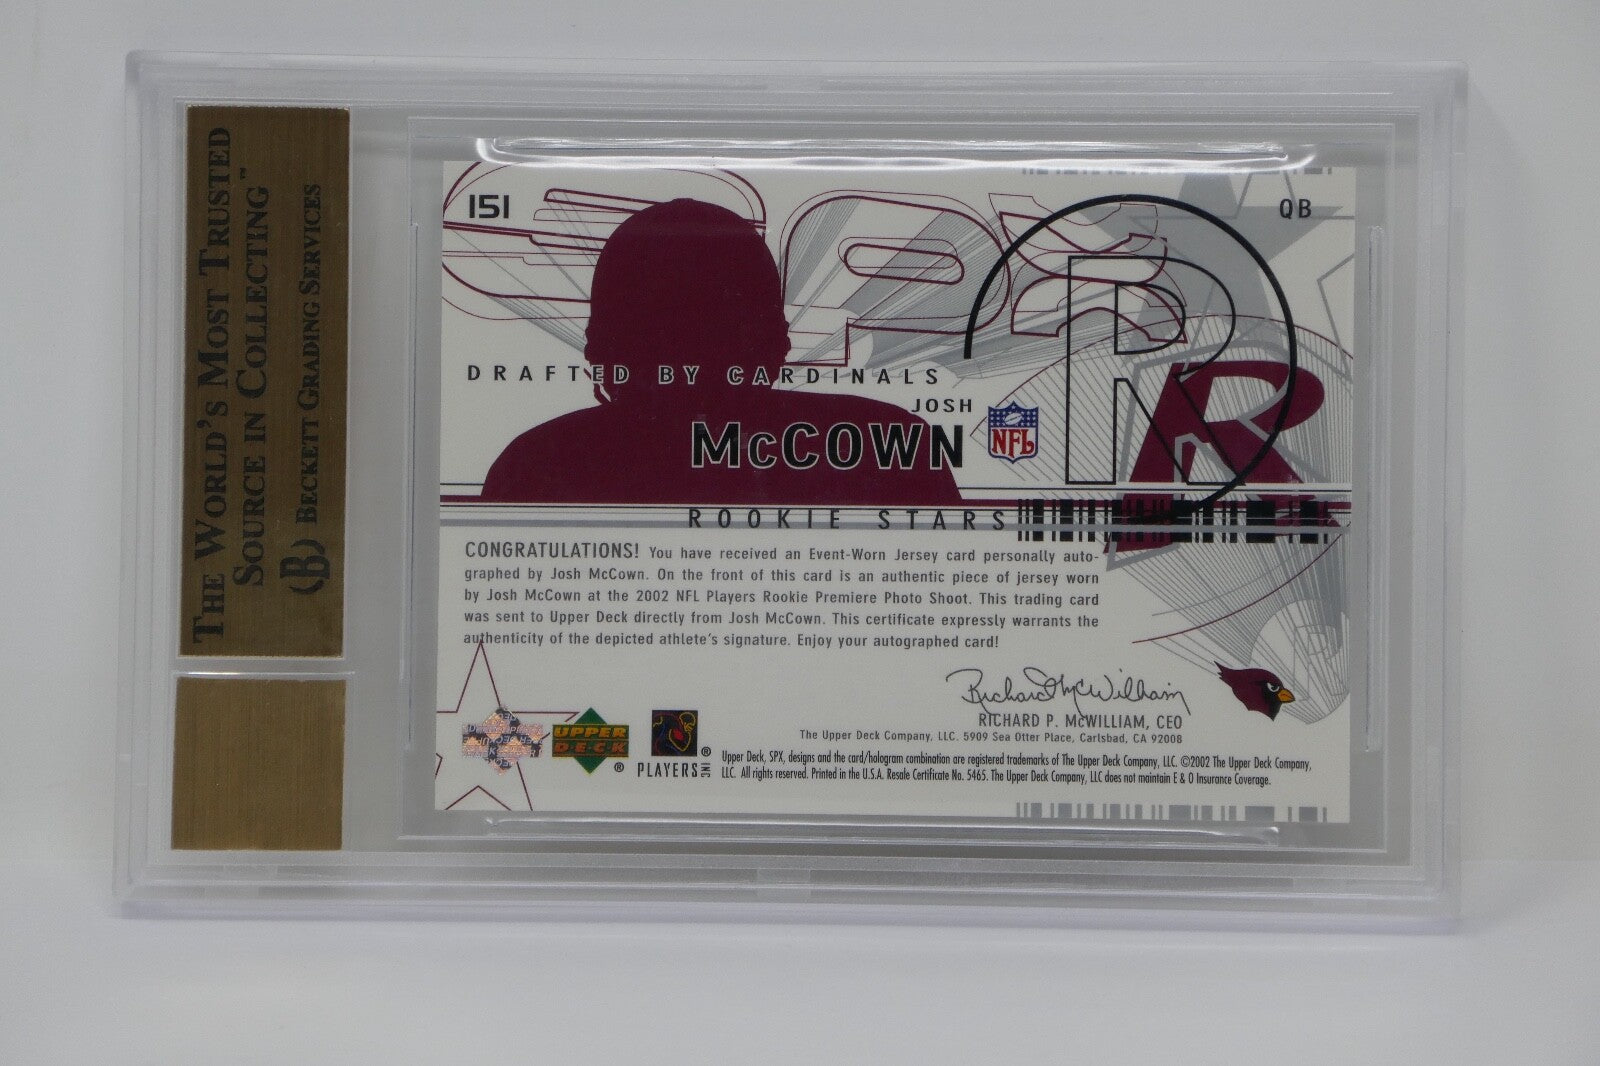 THE WORLD'S MOST TRUSTED
SOURCE IN COLLECTING™
BECKETT GRADING SERVICES
151
SPX
QB
R
R
DRAFTED BY CARDINALS
JOSH
McCOWN
NFL
ROOKIE STARS
CONGRATULATIONS! You have received an Event-Worn Jersey card personally auto-
graphed by Josh McCown. On the front of this card is an authentic piece of jersey worn
by Josh McCown at the 2002 NFL Players Rookie Premiere Photo Shoot. This trading card
was sent to Upper Deck directly from Josh McCown. This certificate expressly warrants the
authenticity of the depicted athlete's signature. Enjoy your autographed card!
Richard McWilliam
RICHARD P. McWILLIAM, CEO
The Upper Deck Company, LLC. 5909 Sea Otter Place, Carlsbad, CA 92008
UPPER
DECK
®
PLAYERS INC
®
Upper Deck, SPX, designs and the card/hologram combination are registered trademarks of The Upper Deck Company, LLC. ©2002 The Upper Deck Company,
LLC. All rights reserved. Printed in the U.S.A. Resale Certificate No. 5465. The Upper Deck Company, LLC does not maintain E & O Insurance Coverage.